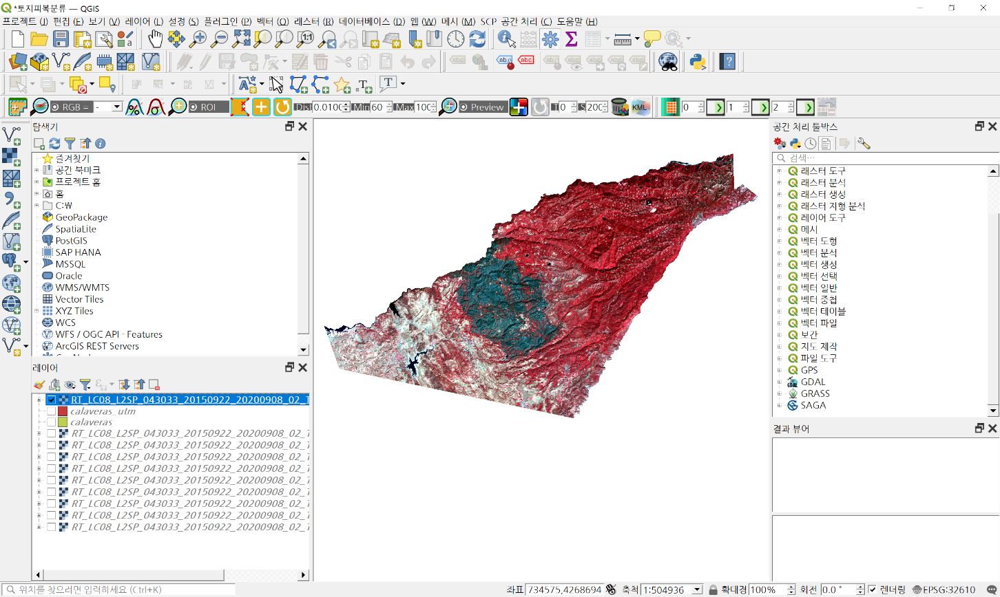 *토지피복분류 — QGIS
프로젝트 (J) 편집 (E) 보기 (V) 레이어 (L) 설정 (S) 플러그인 (P) 벡터 (O) 래스터 (R) 데이터베이스 (D) 웹 (W) 메시 (M) SCP 공간 처리 (C) 도움말 (H)
1:1
abc abc
RGB = - ROI Dist 0.0100 Min 60 Max 100 Preview T 0 S 200 KML 0 1 2
탐색기
즐겨찾기
공간 북마크
프로젝트 홈
홈
C:\
GeoPackage
SpatiaLite
PostGIS
SAP HANA
MSSQL
Oracle
WMS/WMTS
Vector Tiles
XYZ Tiles
WCS
WFS / OGC API - Features
ArcGIS REST Servers
레이어
RT_LC08_L2SP_043033_20150922_20200908_02_T
calaveras_utm
calaveras
RT_LC08_L2SP_043033_20150922_20200908_02_T
RT_LC08_L2SP_043033_20150922_20200908_02_T
RT_LC08_L2SP_043033_20150922_20200908_02_T
RT_LC08_L2SP_043033_20150922_20200908_02_T
RT_LC08_L2SP_043033_20150922_20200908_02_T
RT_LC08_L2SP_043033_20150922_20200908_02_T
RT_LC08_L2SP_043033_20150922_20200908_02_T
RT_LC08_L2SP_043033_20150922_20200908_02_T
RT_LC08_L2SP_043033_20150922_20200908_02_T
공간 처리 툴박스
검색…
래스터 도구
래스터 분석
래스터 생성
래스터 지형 분석
레이어 도구
메시
벡터 도형
벡터 분석
벡터 생성
벡터 선택
벡터 일반
벡터 중첩
벡터 테이블
벡터 파일
보간
지도 제작
파일 도구
GPS
GDAL
GRASS
SAGA
결과 뷰어
위치를 찾으려면 입력하세요 (Ctrl+K)
좌표 734575,4268694 축척 1:504936 확대경 100% 회전 0.0 ° 렌더링 EPSG:32610